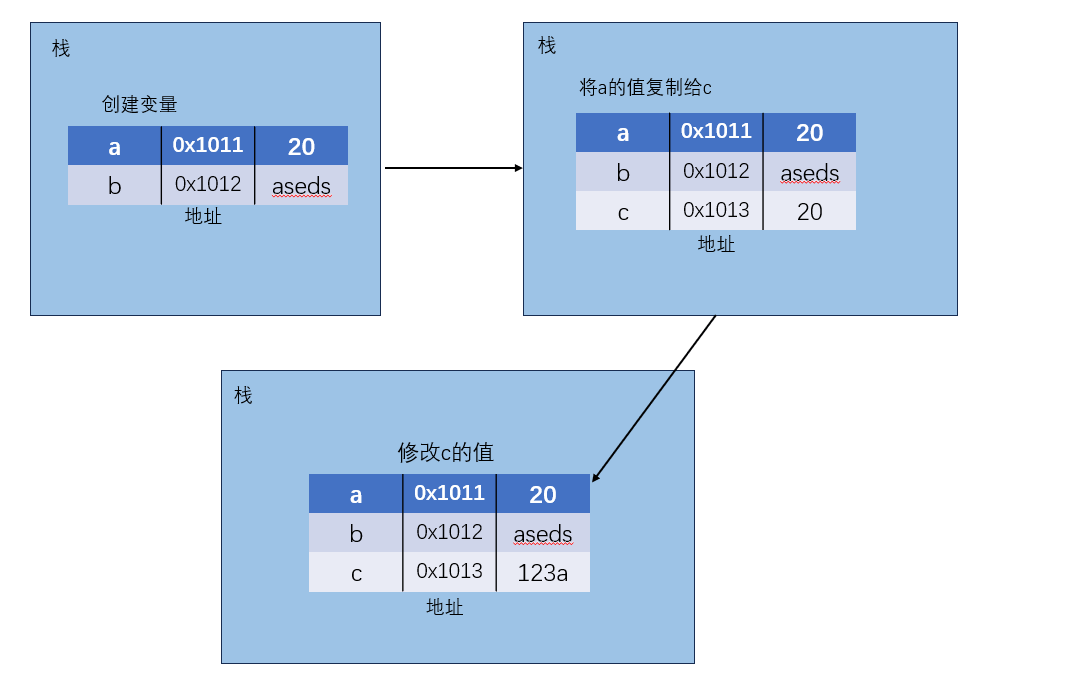 栈
创建变量
a 0x1011 20
b 0x1012 aseds
地址
栈
将a的值复制给c
a 0x1011 20
b 0x1012 aseds
c 0x1013 20
地址
栈
修改c的值
a 0x1011 20
b 0x1012 aseds
c 0x1013 123a
地址